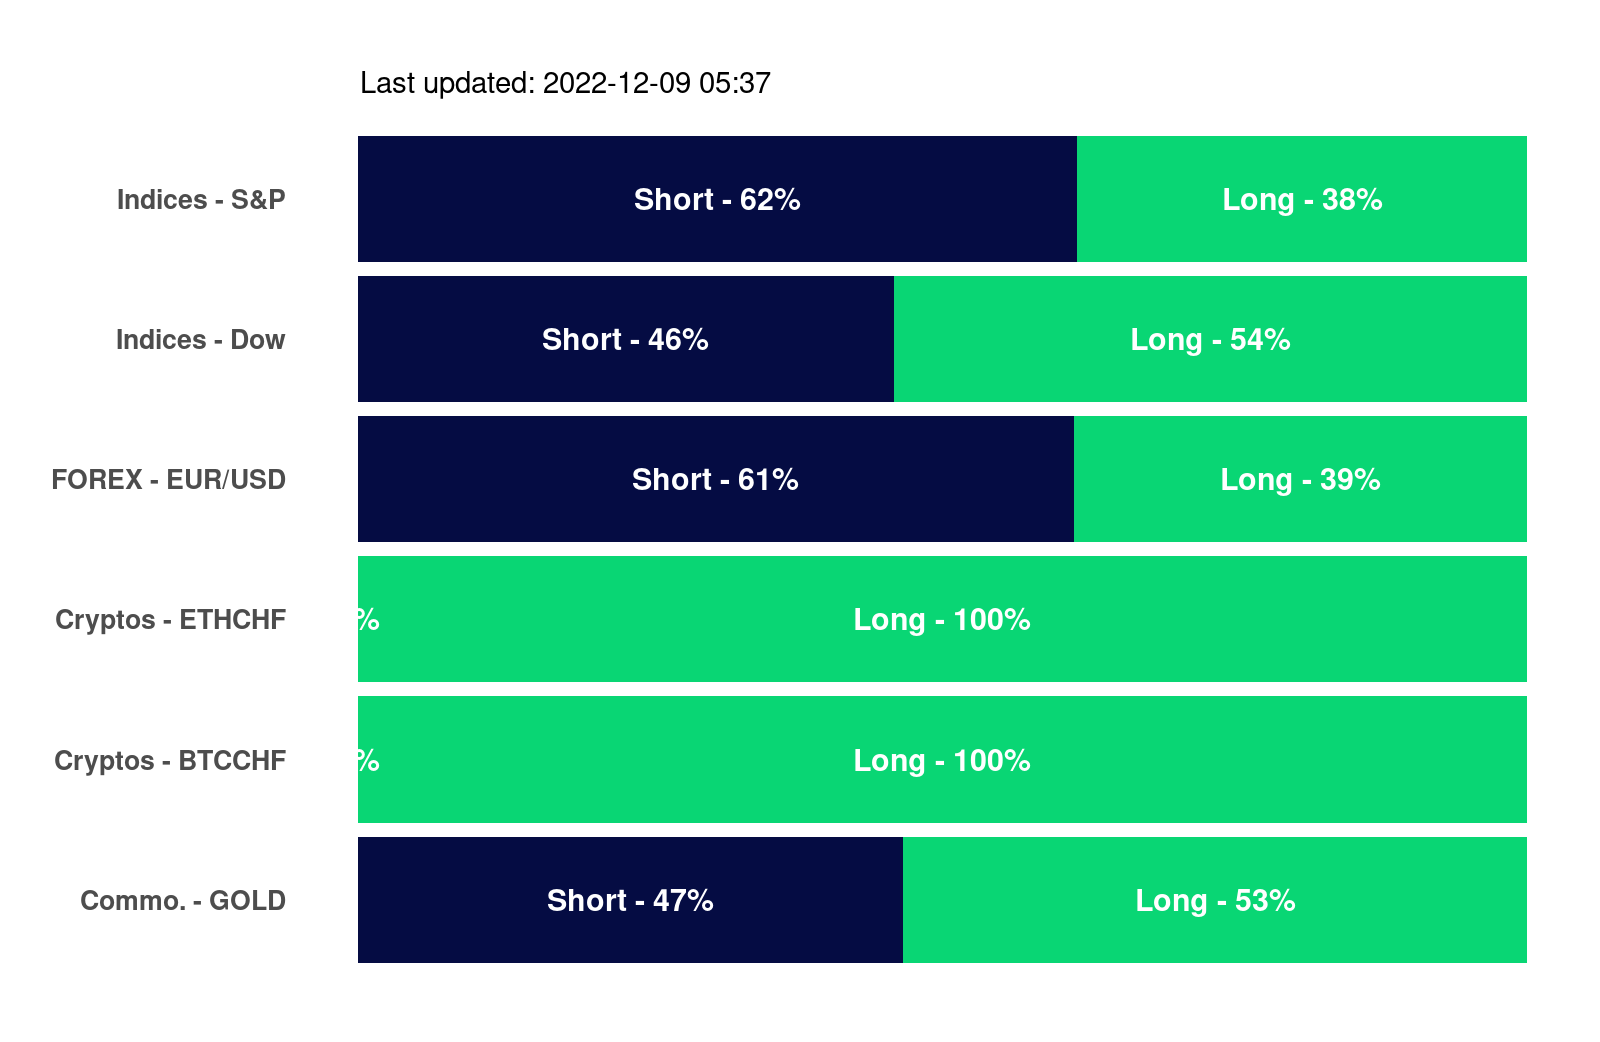 Last updated: 2022-12-09 05:37
Indices - S&P Short - 62% Long - 38%
Indices - Dow Short - 46% Long - 54%
FOREX - EUR/USD Short - 61% Long - 39%
Cryptos - ETHCHF % Long - 100%
Cryptos - BTCCHF % Long - 100%
Commo. - GOLD Short - 47% Long - 53%